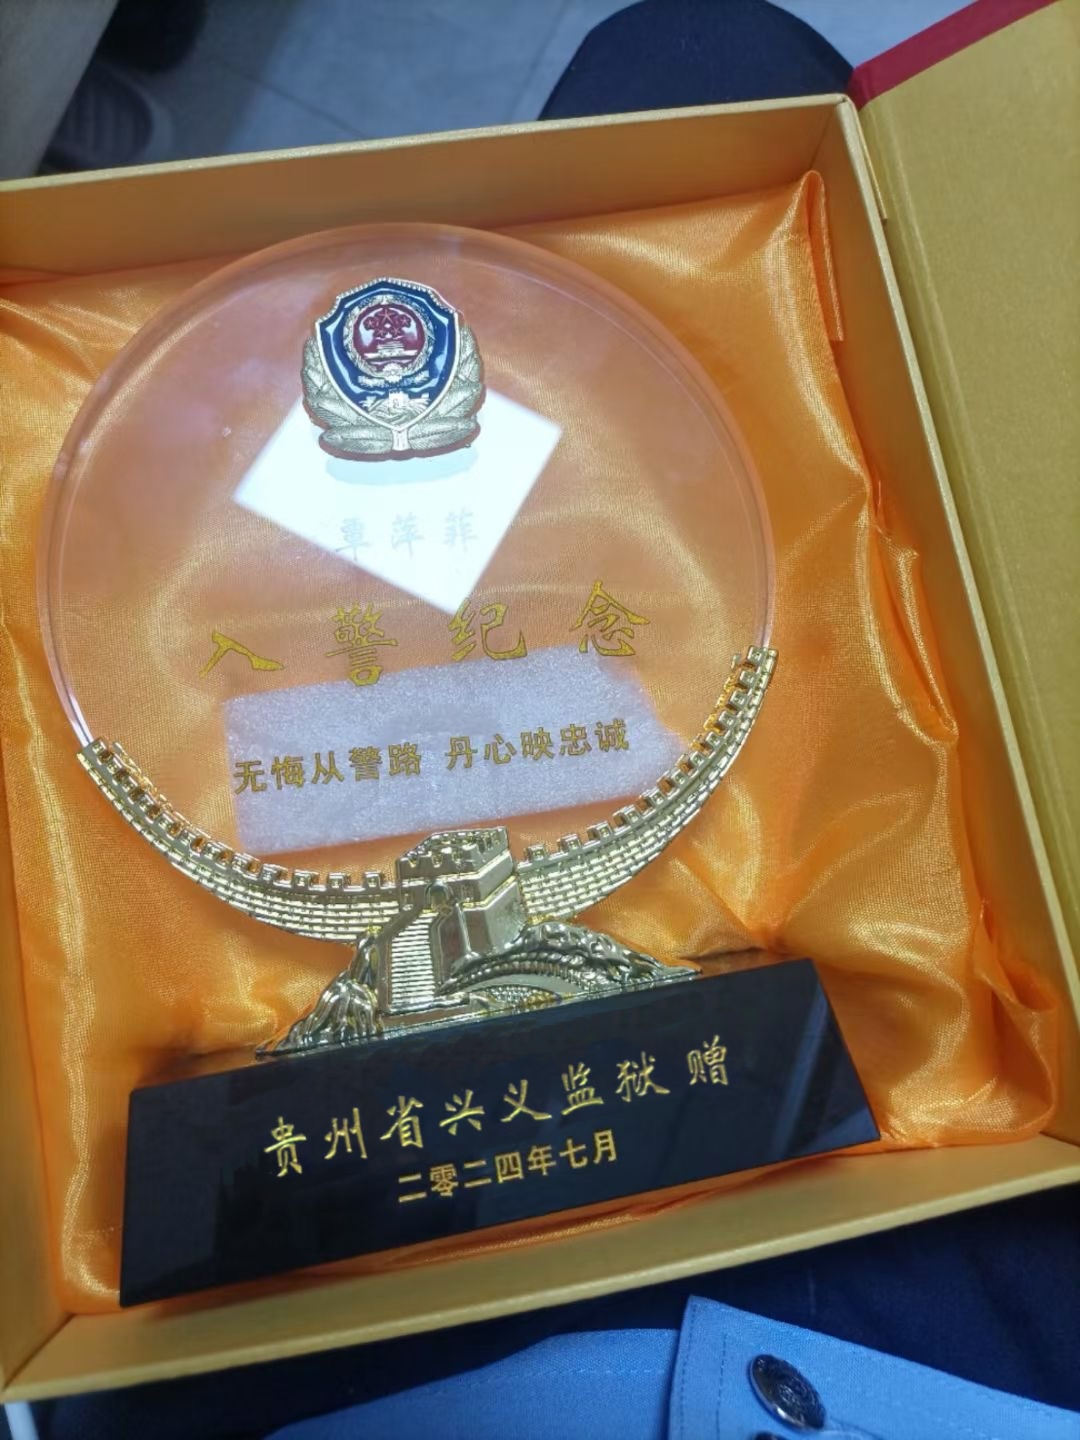 覃萍菲
入警纪念
无悔从警路 丹心映忠诚
贵州省兴义监狱 赠
二零二四年七月